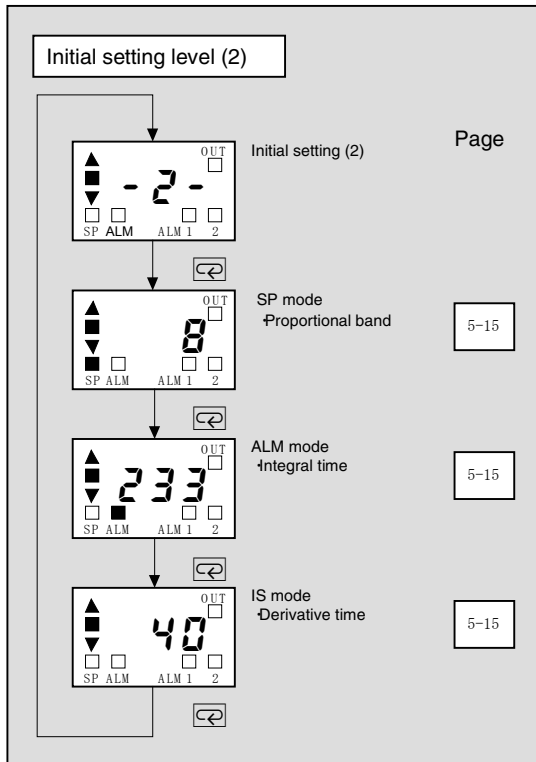 Initial setting level (2)
Page
OUT
Initial setting (2)
-2-
SP ALM ALM 1 2
OUT
SP mode
·Proportional band
8
5-15
SP ALM ALM 1 2
OUT
ALM mode
·Integral time
233
5-15
SP ALM ALM 1 2
OUT
IS mode
·Derivative time
40
5-15
SP ALM ALM 1 2